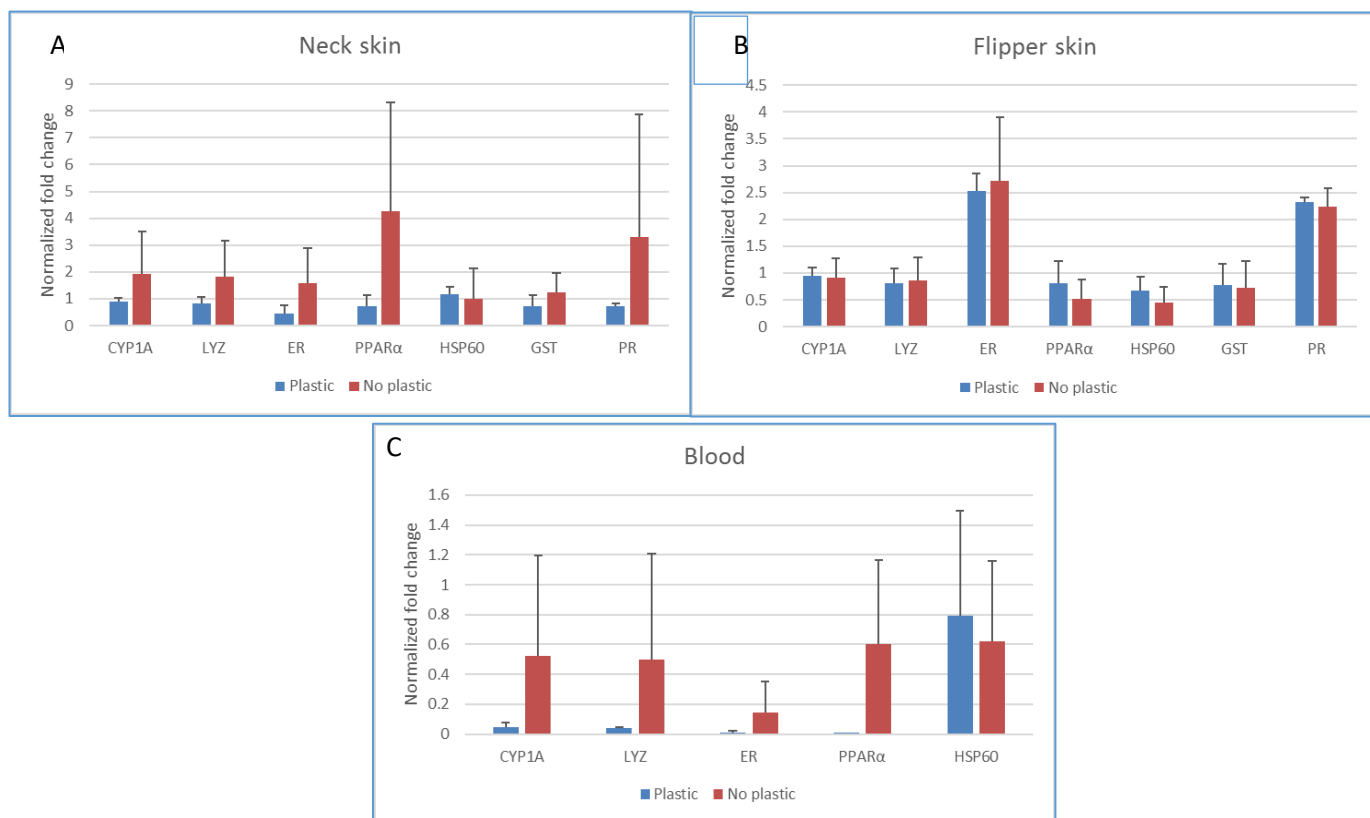 A
Neck skin
Normalized fold change
9
8
7
6
5
4
3
2
1
0
CYP1A LYZ ER PPARα HSP60 GST PR
Plastic No plastic
B
Flipper skin
Normalized fold change
4.5
4
3.5
3
2.5
2
1.5
1
0.5
0
CYP1A LYZ ER PPARα HSP60 GST PR
Plastic No plastic
C
Blood
Normalized fold change
1.6
1.4
1.2
1
0.8
0.6
0.4
0.2
0
CYP1A LYZ ER PPARα HSP60
Plastic No plastic